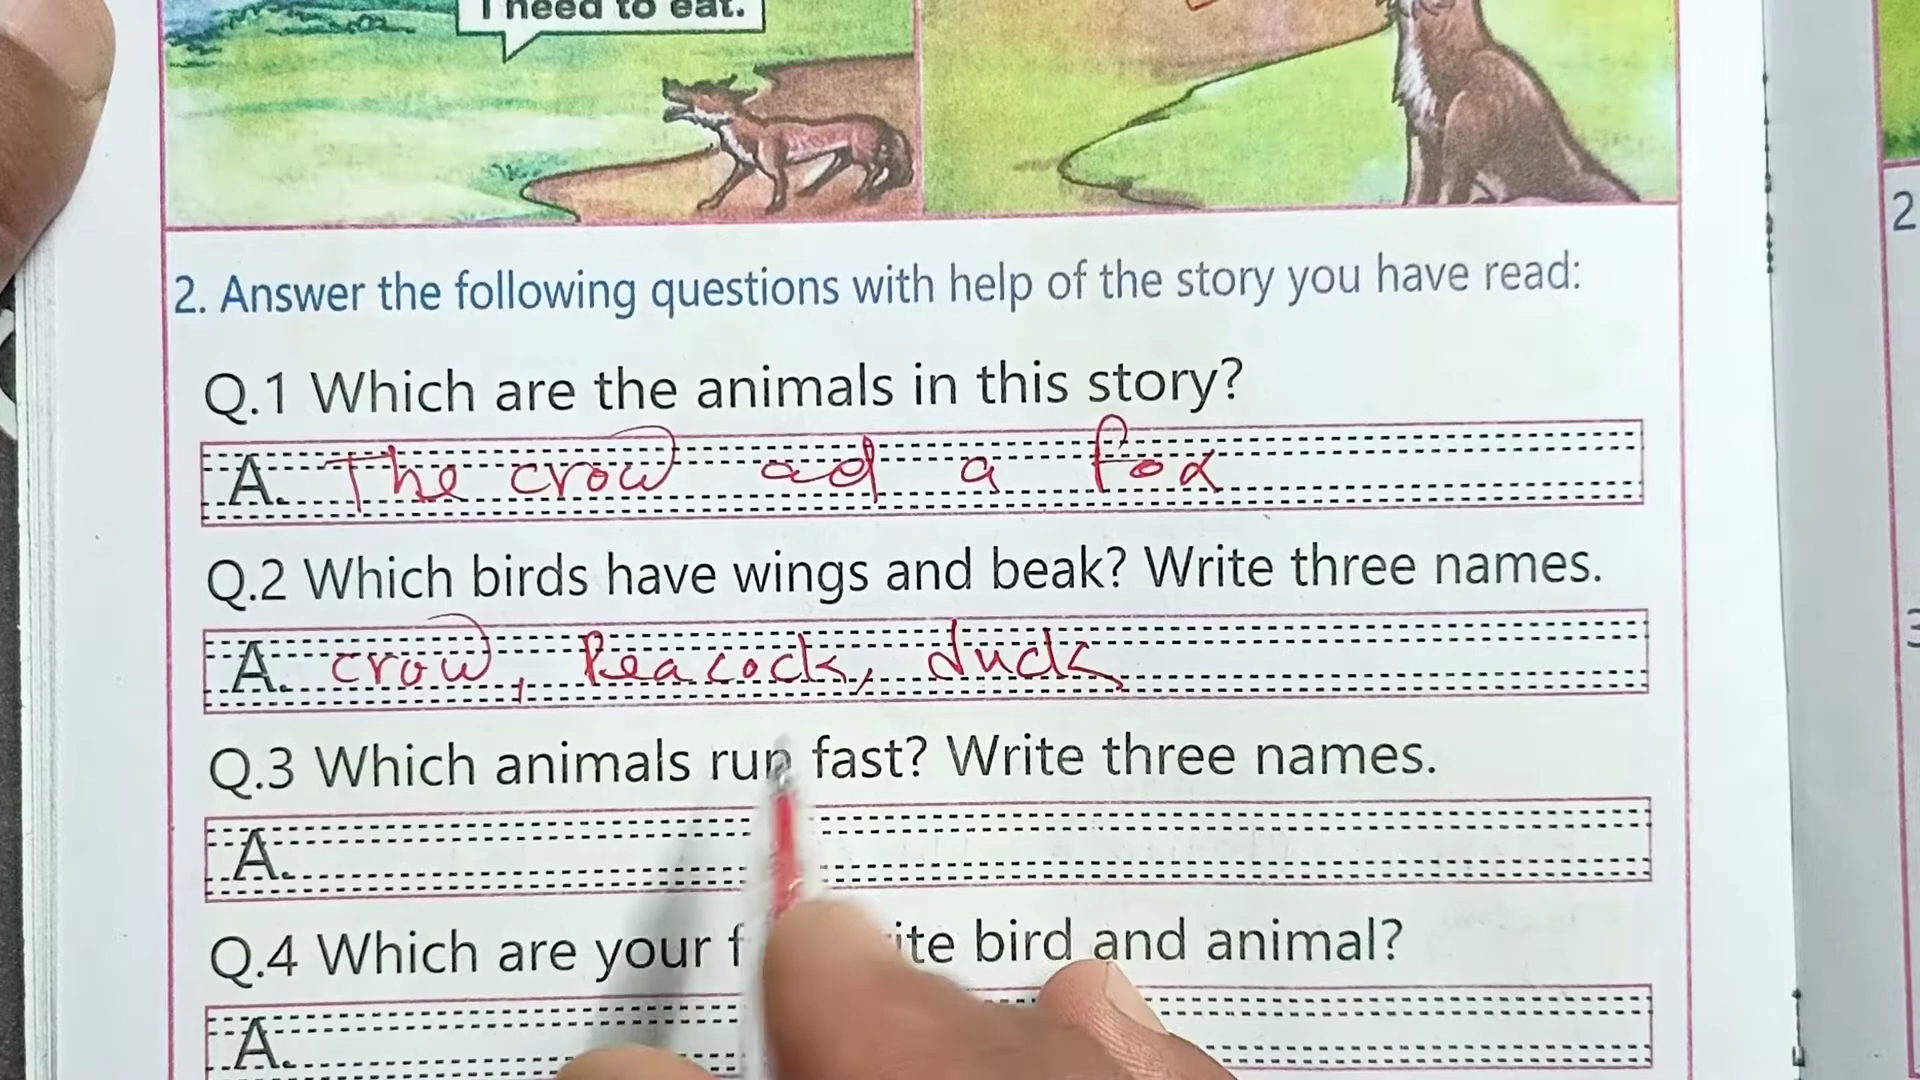 I need to eat.
2. Answer the following questions with help of the story you have read:
Q.1 Which are the animals in this story?
A. The crow ad a fox
Q.2 Which birds have wings and beak? Write three names.
A. crow, Peacock, duck
Q.3 Which animals run fast? Write three names.
A.
Q.4 Which are your bird and animal?
A.
2
3